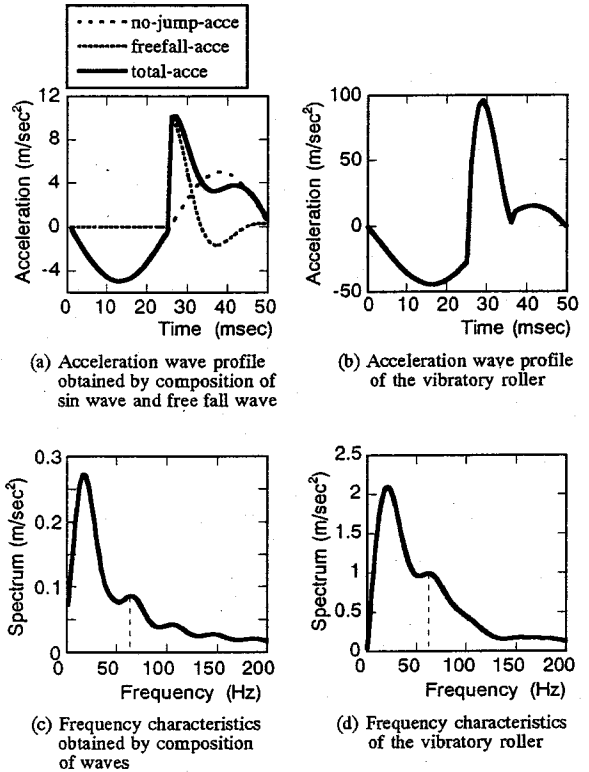 no-jump-acce
freefall-acce
total-acce
12
8
4
0
-4
Acceleration (m/sec²)
0 10 20 30 40 50
Time (msec)
(a) Acceleration wave profile
obtained by composition of
sin wave and free fall wave
100
50
0
-50
Acceleration (m/sec²)
0 10 20 30 40 50
Time (msec)
(b) Acceleration wave profile
of the vibratory roller
0.3
0.2
0.1
0
Spectrum (m/sec²)
0 50 100 150 200
Frequency (Hz)
(c) Frequency characteristics
obtained by composition
of waves
2.5
2
1.5
1
0.5
0
Spectrum (m/sec²)
0 50 100 150 200
Frequency (Hz)
(d) Frequency characteristics
of the vibratory roller